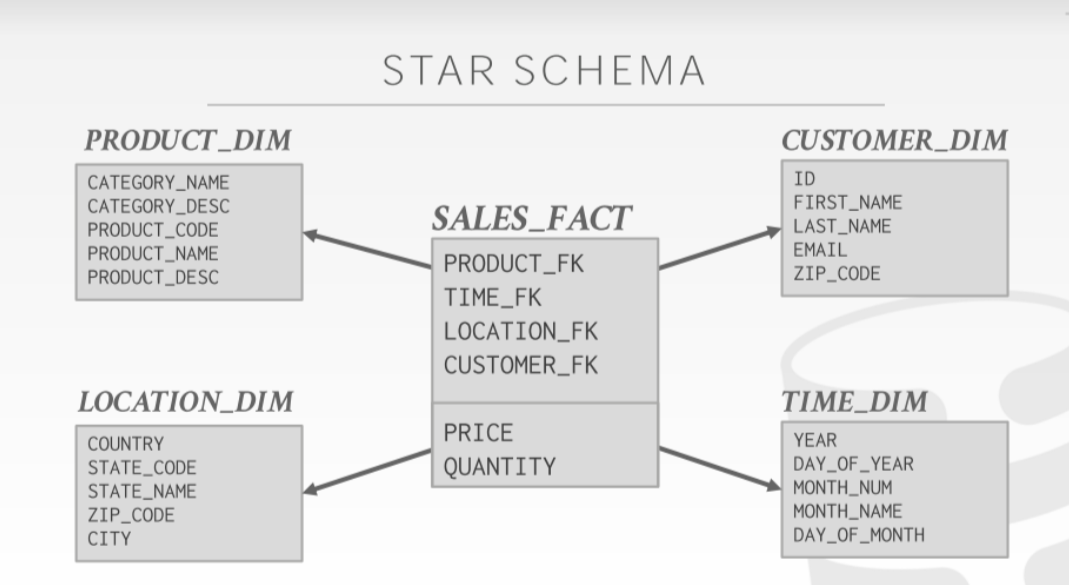 STAR SCHEMA
PRODUCT_DIM
CATEGORY_NAME
CATEGORY_DESC
PRODUCT_CODE
PRODUCT_NAME
PRODUCT_DESC
CUSTOMER_DIM
ID
FIRST_NAME
LAST_NAME
EMAIL
ZIP_CODE
SALES_FACT
PRODUCT_FK
TIME_FK
LOCATION_FK
CUSTOMER_FK
PRICE
QUANTITY
LOCATION_DIM
COUNTRY
STATE_CODE
STATE_NAME
ZIP_CODE
CITY
TIME_DIM
YEAR
DAY_OF_YEAR
MONTH_NUM
MONTH_NAME
DAY_OF_MONTH